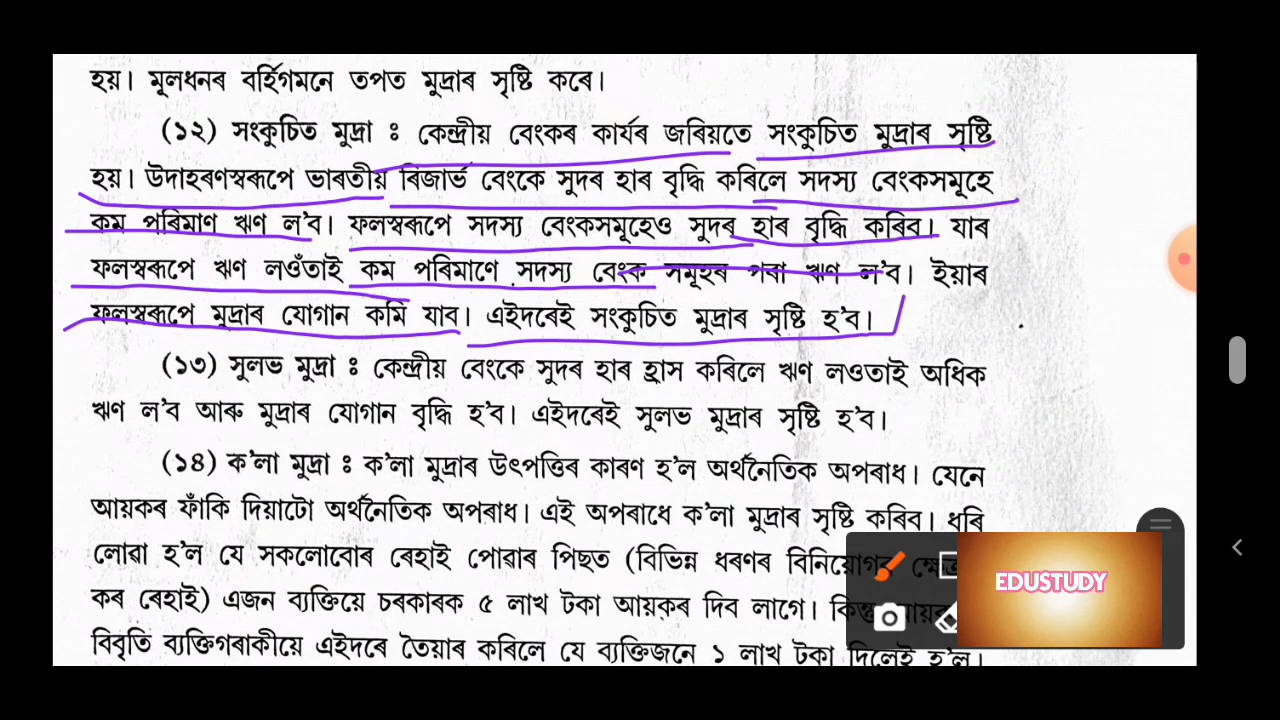 হয়। মূলধনৰ বৰ্হিগমনে তপত মুদ্ৰাৰ সৃষ্টি কৰে।
(১২) সংকুচিত মুদ্ৰা ঃ কেন্দ্ৰীয় বেংকৰ কাৰ্যৰ জৰিয়তে সংকুচিত মুদ্ৰাৰ সৃষ্টি
হয়। উদাহৰণস্বৰূপে ভাৰতীয় ৰিজাৰ্ভ বেংকে সুদৰ হাৰ বৃদ্ধি কৰিলে সদস্য বেংকসমূহে
কম পৰিমাণ ঋণ ল'ব। ফলস্বৰূপে সদস্য বেংকসমূহেও সুদৰ হাৰ বৃদ্ধি কৰিব। যাৰ
ফলস্বৰূপে ঋণ লওঁতাই কম পৰিমাণে সদস্য বেংক সমূহৰ পৰা ঋণ ল'ব। ইয়াৰ
ফলস্বৰূপে মুদ্ৰাৰ যোগান কমি যাব। এইদৰেই সংকুচিত মুদ্ৰাৰ সৃষ্টি হ'ব।
(১৩) সুলভ মুদ্ৰা ঃ কেন্দ্ৰীয় বেংকে সুদৰ হাৰ হ্ৰাস কৰিলে ঋণ লওতাই অধিক
ঋণ ল'ব আৰু মুদ্ৰাৰ যোগান বৃদ্ধি হ'ব। এইদৰেই সুলভ মুদ্ৰাৰ সৃষ্টি হ'ব।
(১৪) ক'লা মুদ্ৰা ঃ ক'লা মুদ্ৰাৰ উৎপত্তিৰ কাৰণ হ'ল অৰ্থনৈতিক অপৰাধ। যেনে
আয়কৰ ফাঁকি দিয়াটো অৰ্থনৈতিক অপৰাধ। এই অপৰাধে ক'লা মুদ্ৰাৰ সৃষ্টি কৰিব। ধৰি
লোৱা হ'ল যে সকলোবোৰ ৰেহাই পোৱাৰ পিছত (বিভিন্ন ধৰণৰ বিনিয়োগৰ
কৰ ৰেহাই) এজন ব্যক্তিয়ে চৰকাৰক ৫ লাখ টকা আয়কৰ দিব লাগে।
বিবৃতি ব্যক্তিগৰাকীয়ে এইদৰে তৈয়াৰ কৰিলে যে ব্যক্তিজনে ১ লাখ টকা দিলেই হ'ল।
EDUSTUDY